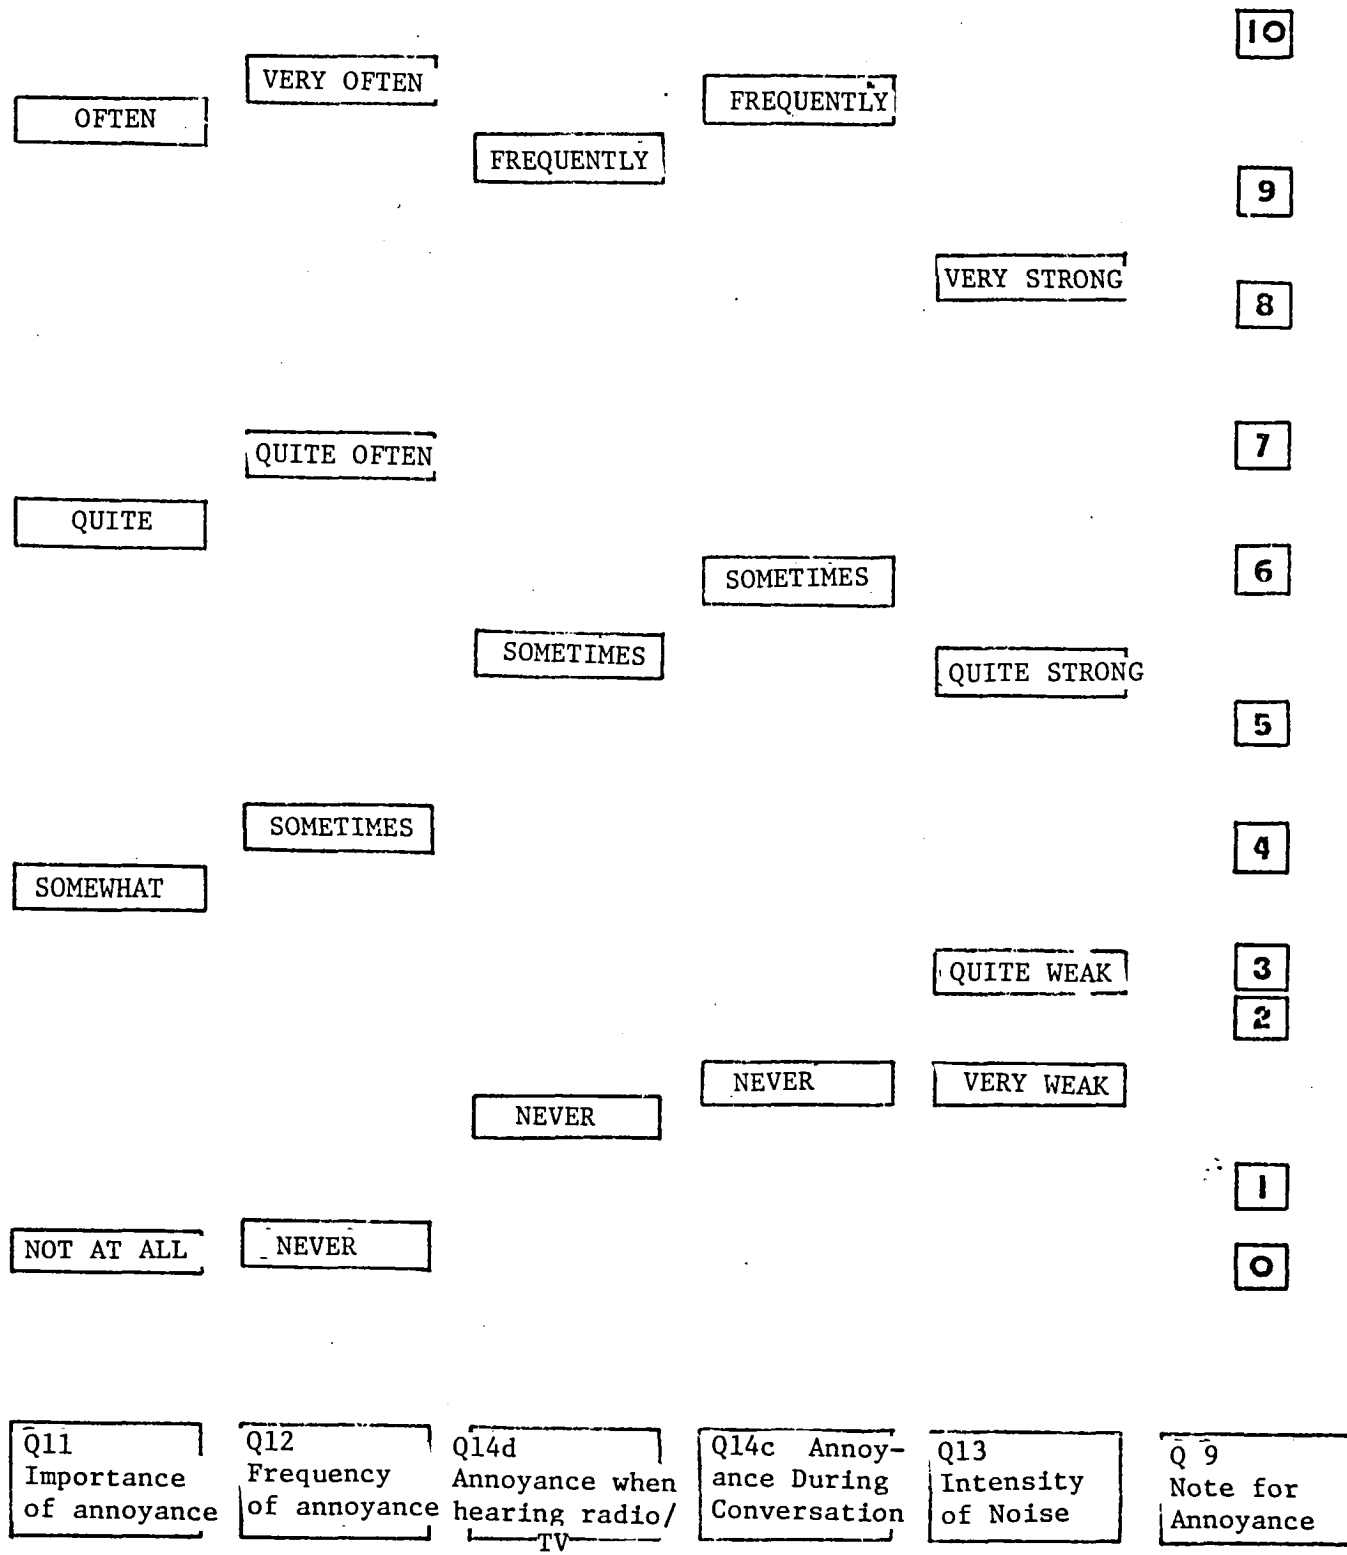 10
VERY OFTEN
FREQUENTLY
OFTEN
FREQUENTLY
9
VERY STRONG
8
7
QUITE OFTEN
QUITE
6
SOMETIMES
SOMETIMES
QUITE STRONG
5
SOMETIMES
4
SOMEWHAT
QUITE WEAK
3
2
NEVER
VERY WEAK
NEVER
1
NOT AT ALL
NEVER
0
Q11
Importance
of annoyance
Q12
Frequency
of annoyance
Q14d
Annoyance when
hearing radio/
TV
Q14c Annoy-
ance During
Conversation
Q13
Intensity
of Noise
Q 9
Note for
Annoyance